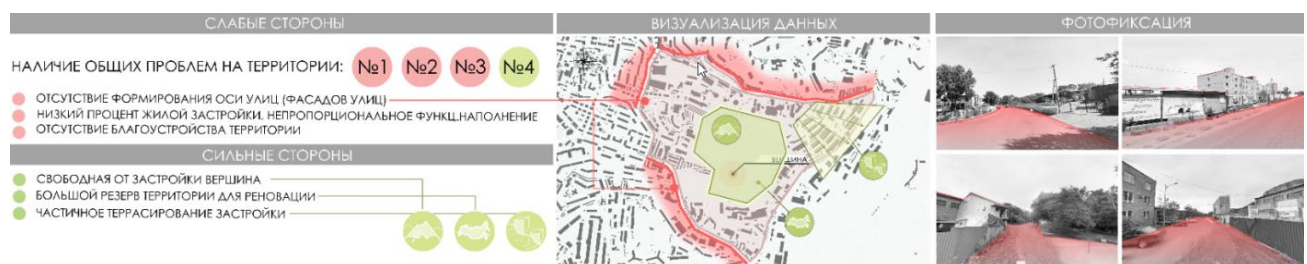 СЛАБЫЕ СТОРОНЫ
НАЛИЧИЕ ОБЩИХ ПРОБЛЕМ НА ТЕРРИТОРИИ: №1 №2 №3 №4
ОТСУТСТВИЕ ФОРМИРОВАНИЯ ОСИ УЛИЦ (ФАСАДОВ УЛИЦ)
НИЗКИЙ ПРОЦЕНТ ЖИЛОЙ ЗАСТРОЙКИ, НЕПРОПОРЦИОНАЛЬНОЕ ФУНКЦ.НАПОЛНЕНИЕ
ОТСУТСТВИЕ БЛАГОУСТРОЙСТВА ТЕРРИТОРИИ
СИЛЬНЫЕ СТОРОНЫ
СВОБОДНАЯ ОТ ЗАСТРОЙКИ ВЕРШИНА
БОЛЬШОЙ РЕЗЕРВ ТЕРРИТОРИИ ДЛЯ РЕНОВАЦИИ
ЧАСТИЧНОЕ ТЕРРАСИРОВАНИЕ ЗАСТРОЙКИ
ВИЗУАЛИЗАЦИЯ ДАННЫХ
ВЕРШИНА
ФОТОФИКСАЦИЯ